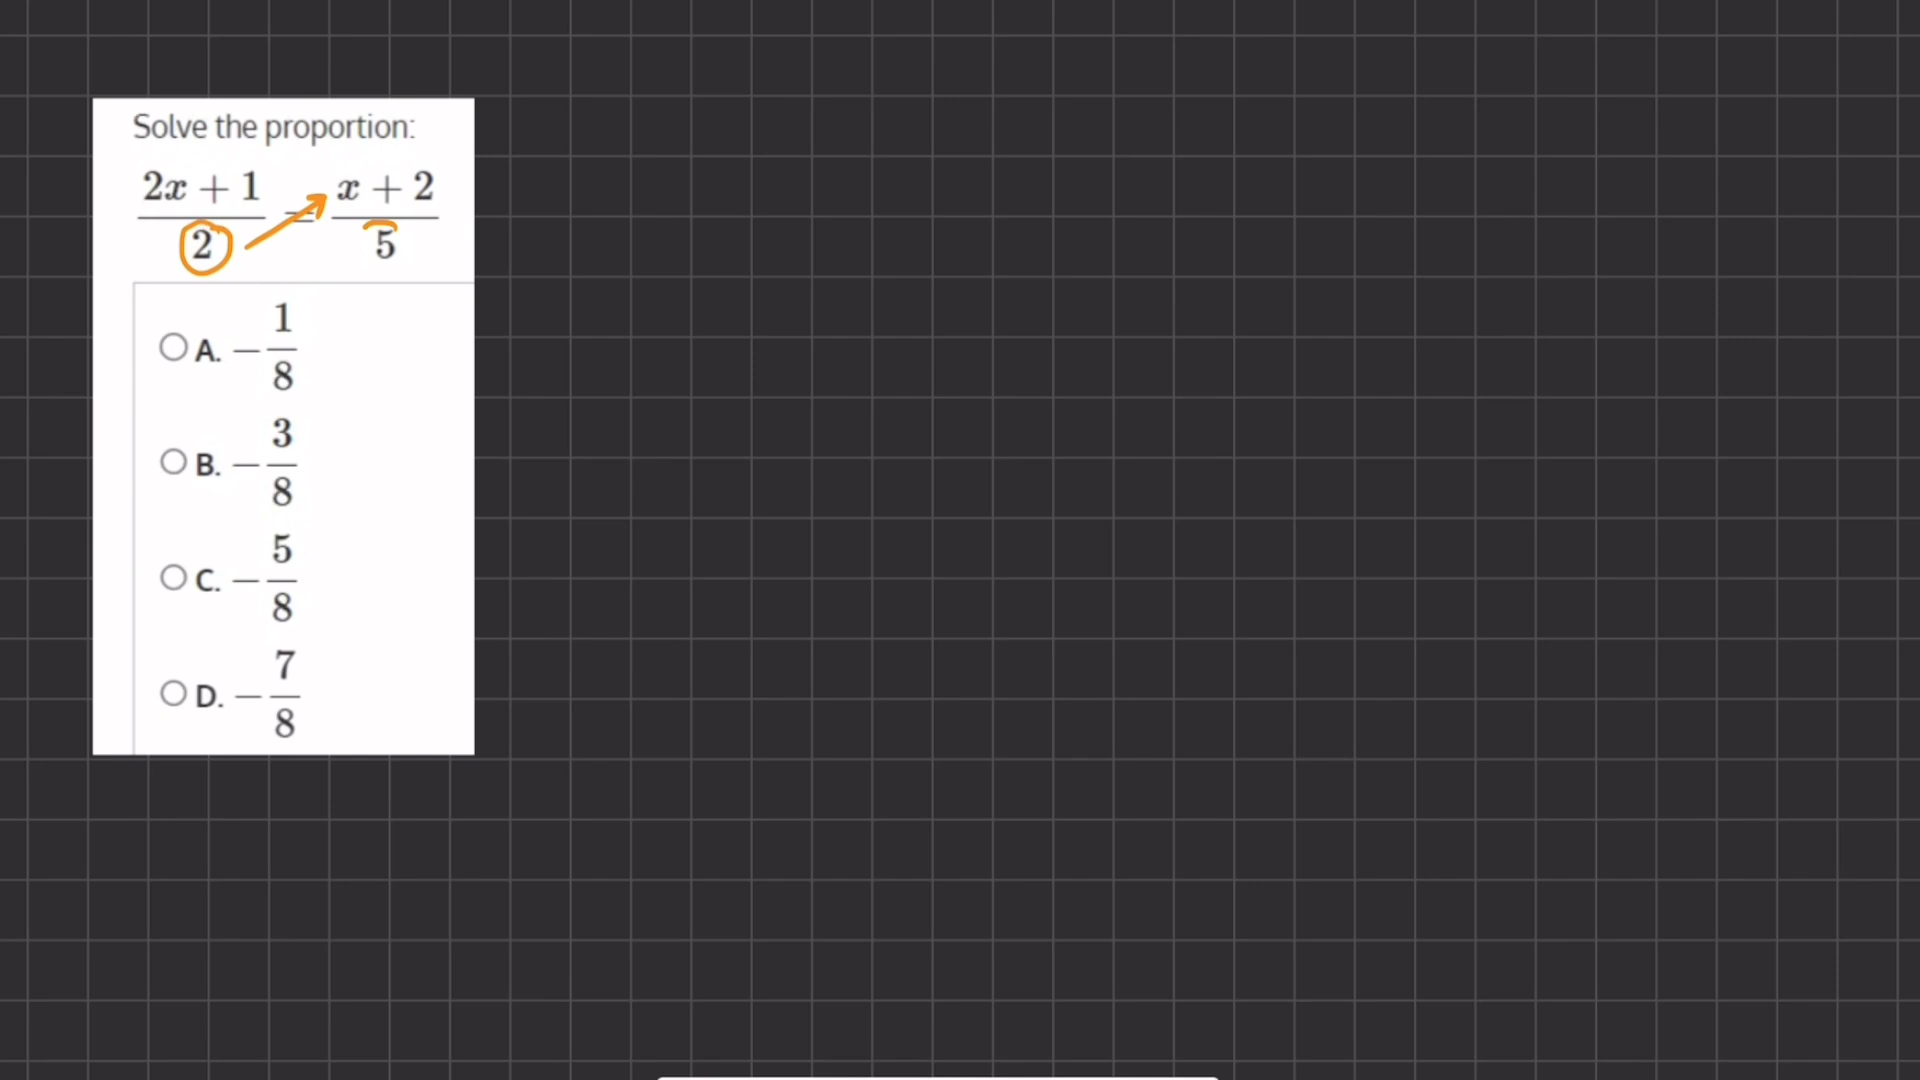 Solve the proportion:
2x + 1 / 2 = x + 2 / 5
A. − 1/8
B. − 3/8
C. − 5/8
D. − 7/8